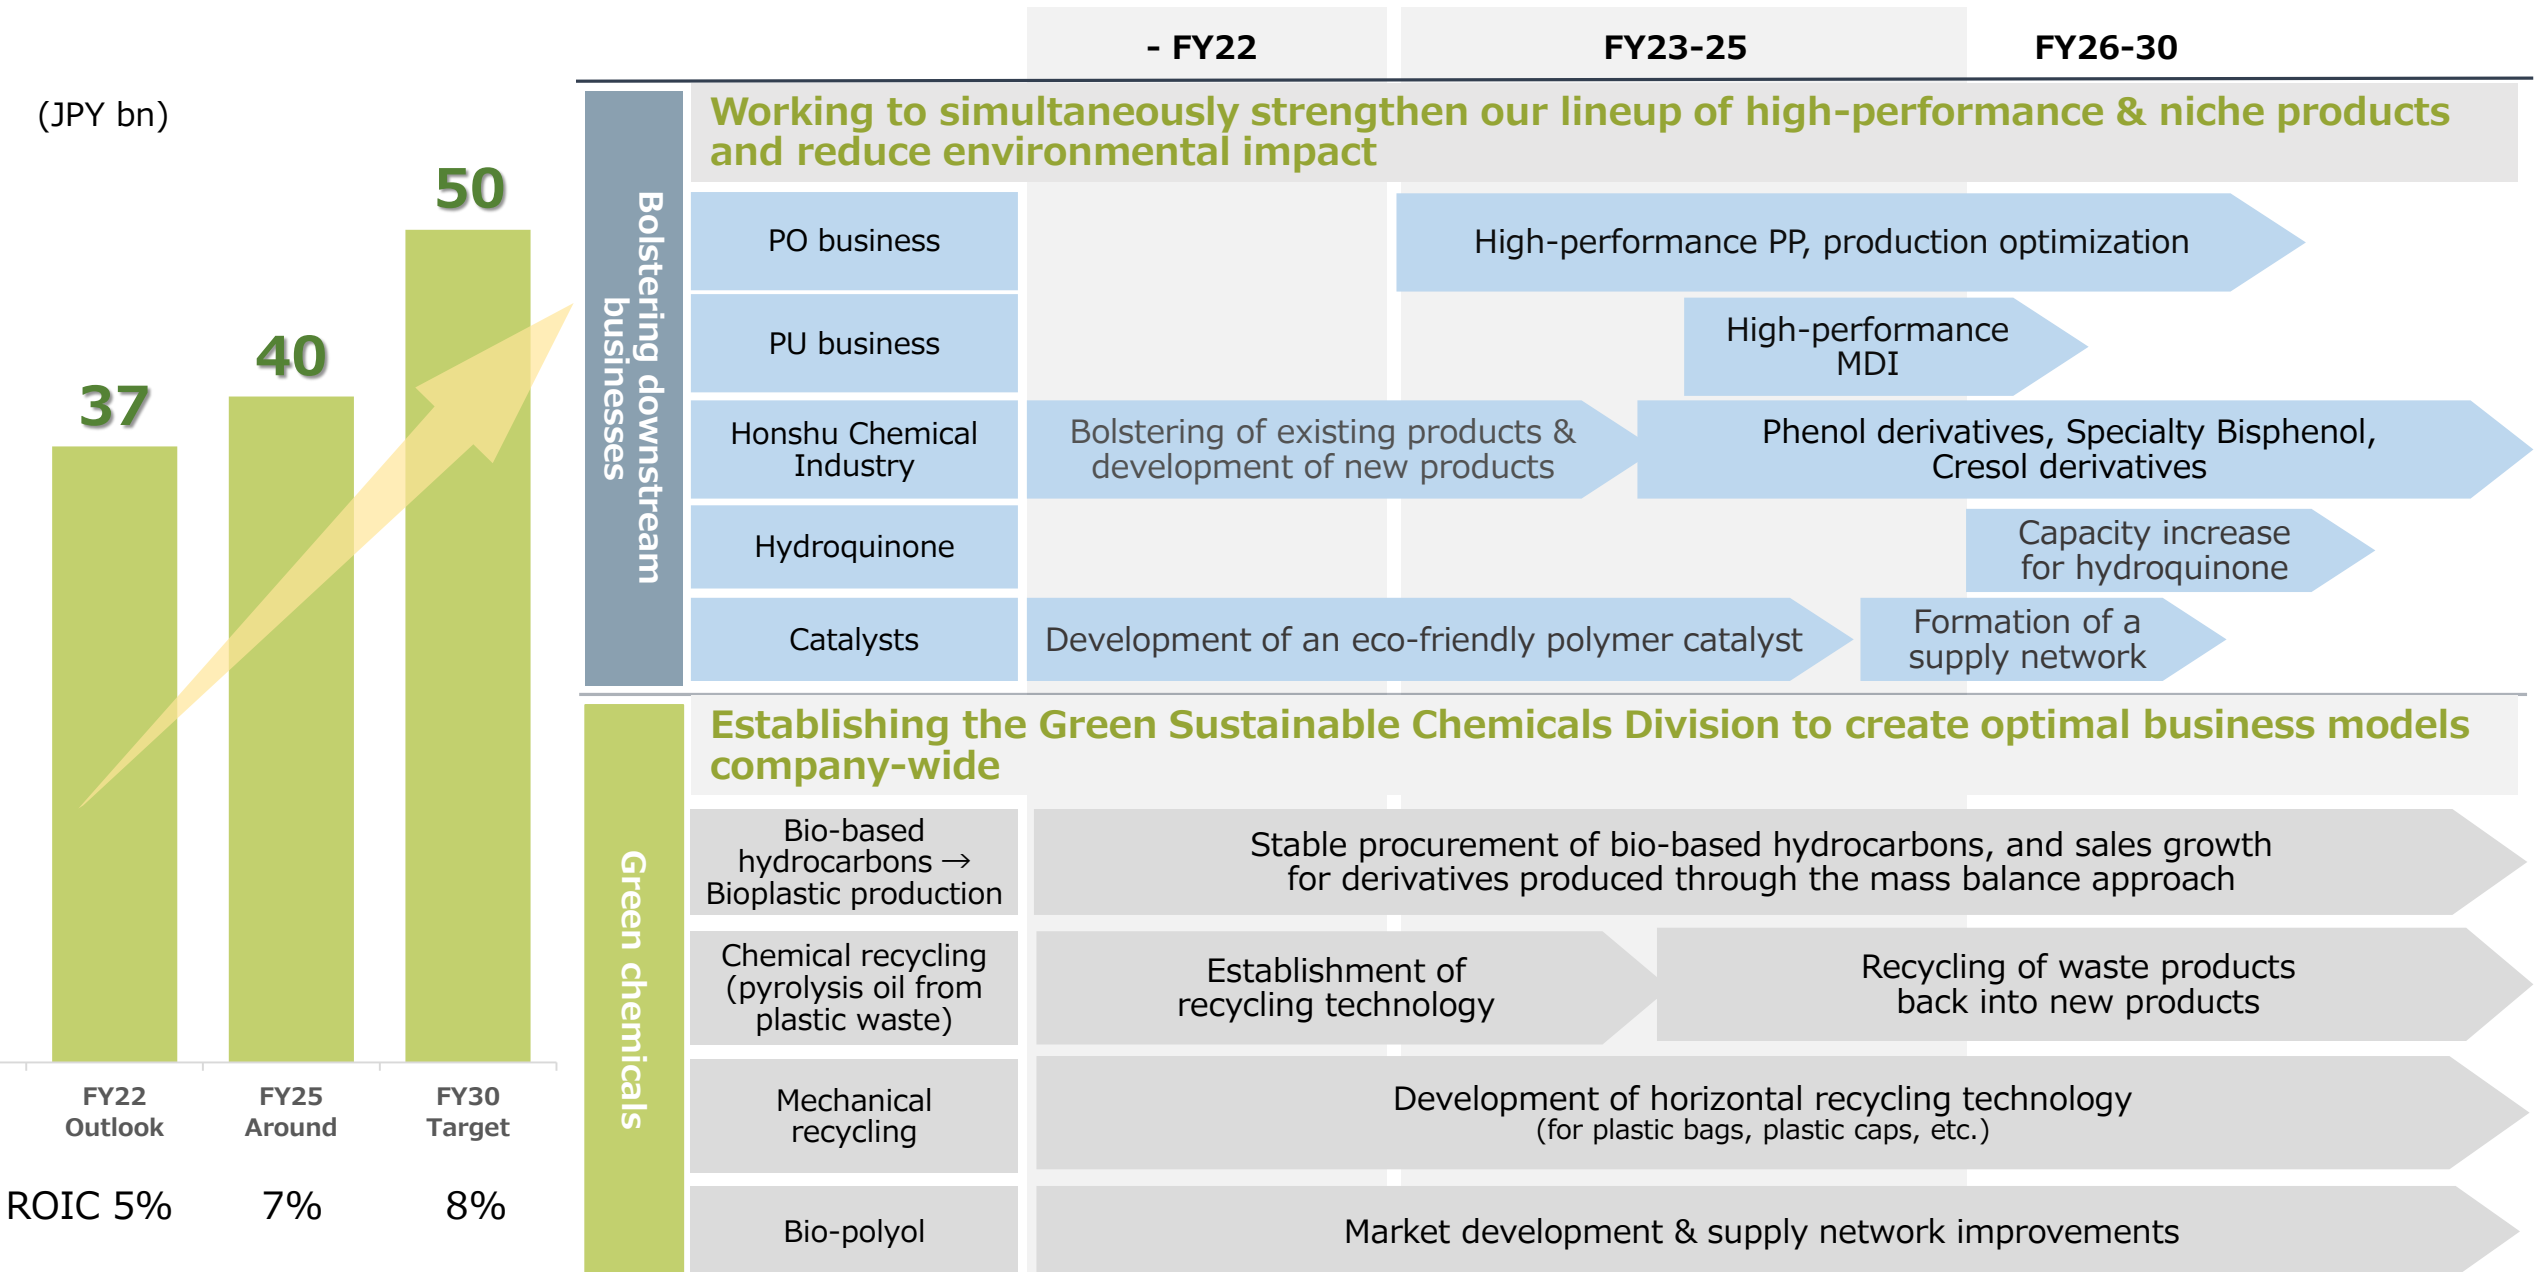 (JPY bn)
37
40
50
FY22
Outlook
FY25
Around
FY30
Target
ROIC 5%
7%
8%
- FY22
FY23-25
FY26-30
Bolstering downstream
businesses
Working to simultaneously strengthen our lineup of high-performance & niche products
and reduce environmental impact
PO business
High-performance PP, production optimization
PU business
High-performance
MDI
Honshu Chemical
Industry
Bolstering of existing products &
development of new products
Phenol derivatives, Specialty Bisphenol,
Cresol derivatives
Hydroquinone
Capacity increase
for hydroquinone
Catalysts
Development of an eco-friendly polymer catalyst
Formation of a
supply network
Green chemicals
Establishing the Green Sustainable Chemicals Division to create optimal business models
company-wide
Bio-based
hydrocarbons →
Bioplastic production
Stable procurement of bio-based hydrocarbons, and sales growth
for derivatives produced through the mass balance approach
Chemical recycling
(pyrolysis oil from
plastic waste)
Establishment of
recycling technology
Recycling of waste products
back into new products
Mechanical
recycling
Development of horizontal recycling technology
(for plastic bags, plastic caps, etc.)
Bio-polyol
Market development & supply network improvements